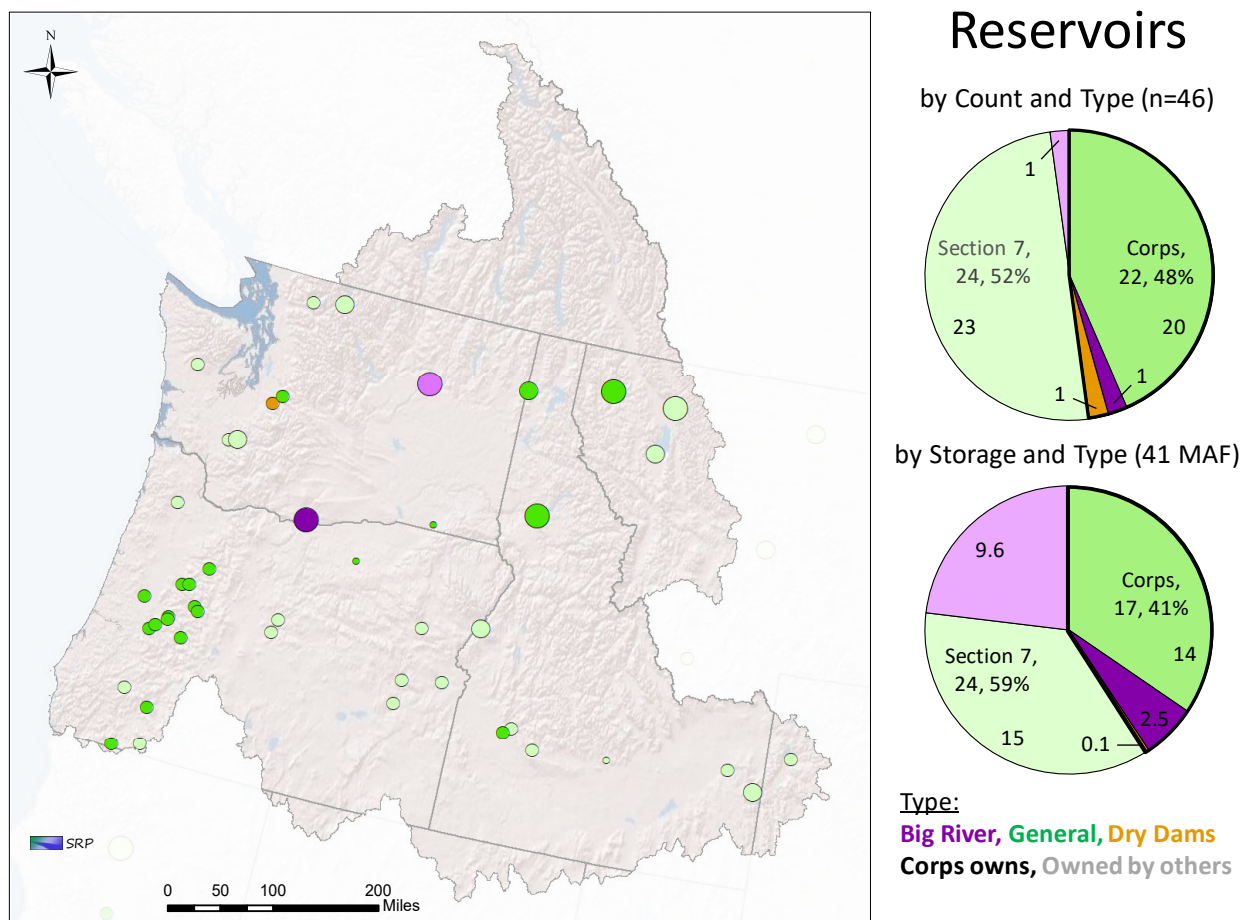 Reservoirs
N
by Count and Type (n=46)
1
Section 7,
24, 52%
Corps,
22, 48%
23
20
1
1
by Storage and Type (41 MAF)
9.6
Corps,
17, 41%
Section 7,
24, 59%
14
2.5
15
0.1
Type:
Big River, General, Dry Dams
Corps owns, Owned by others
SRP
0 50 100 200
Miles